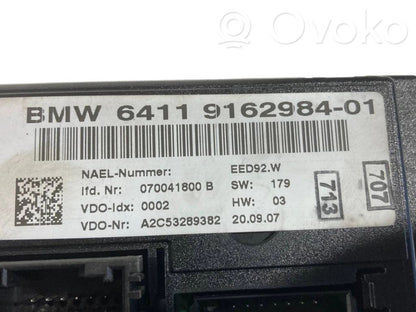 Ovoko
BMW 6411 9162984-01
NAEL-Nummer: EED92.W
lfd. Nr: 070041800 B SW: 179
VDO-Idx: 0002 HW: 03
VDO-Nr: A2C53289382 20.09.07
713
707